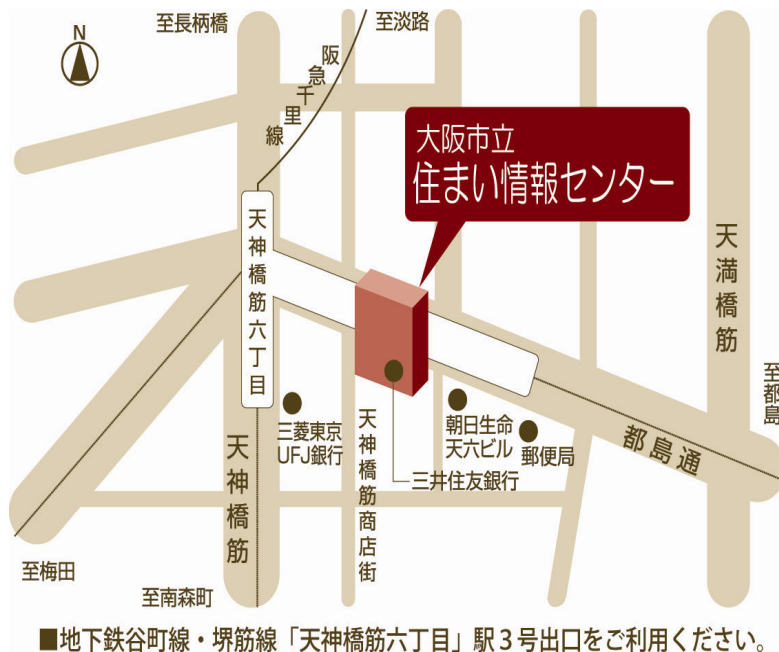 N
至長柄橋
至淡路
阪急千里線
大阪市立
住まい情報センター
天神橋筋六丁目
天満橋筋
至都島
三菱東京
UFJ銀行
朝日生命
天六ビル
郵便局
都島通
三井住友銀行
天神橋筋
天神橋筋商店街
至梅田
至南森町
■地下鉄谷町線・堺筋線「天神橋筋六丁目」駅3号出口をご利用ください。